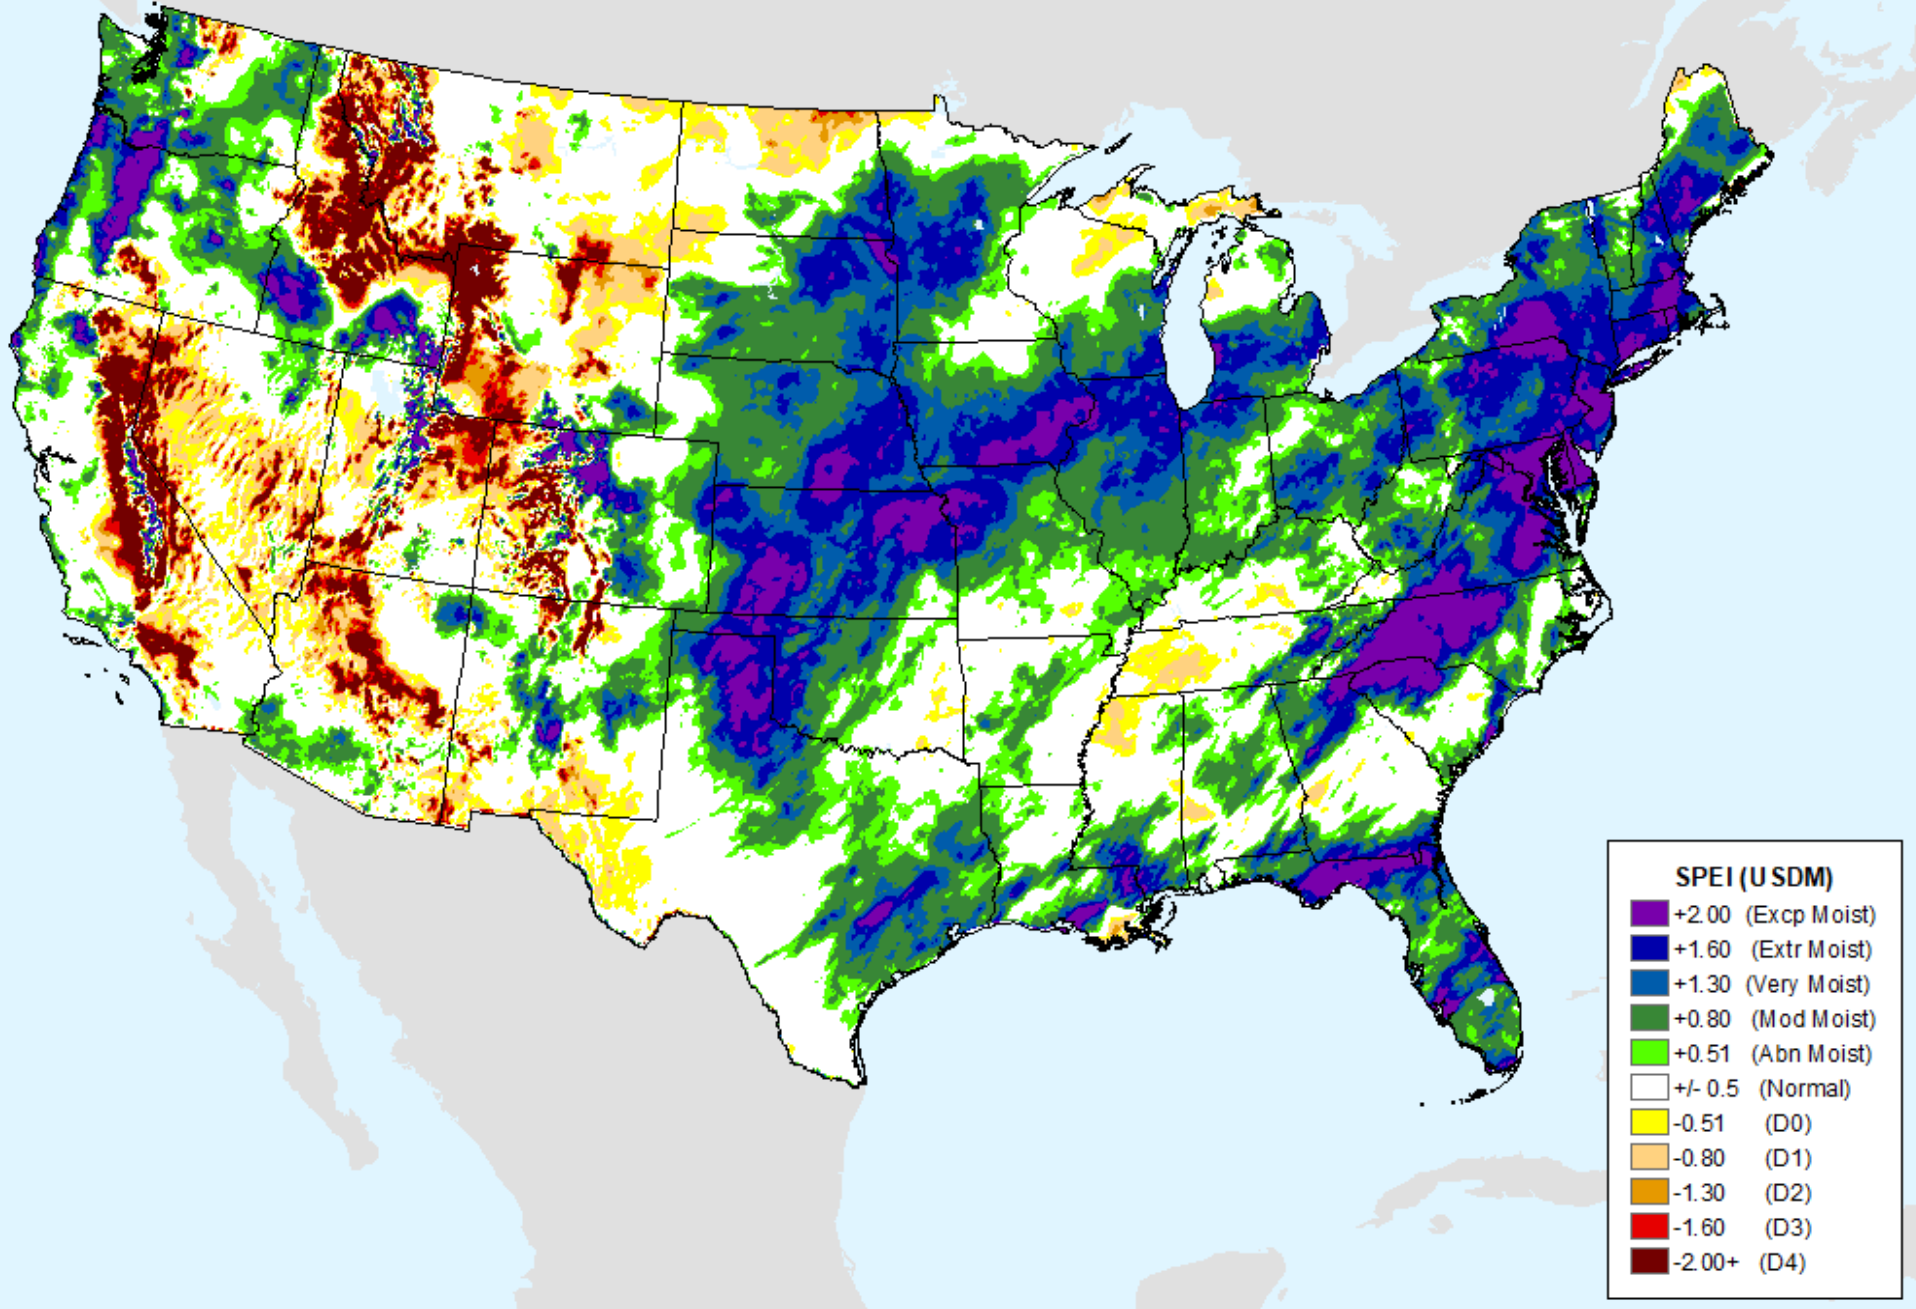 SPEI (USDM)
+2.00 (Excp Moist)
+1.60 (Extr Moist)
+1.30 (Very Moist)
+0.80 (Mod Moist)
+0.51 (Abn Moist)
+/- 0.5 (Normal)
-0.51 (D0)
-0.80 (D1)
-1.30 (D2)
-1.60 (D3)
-2.00+ (D4)